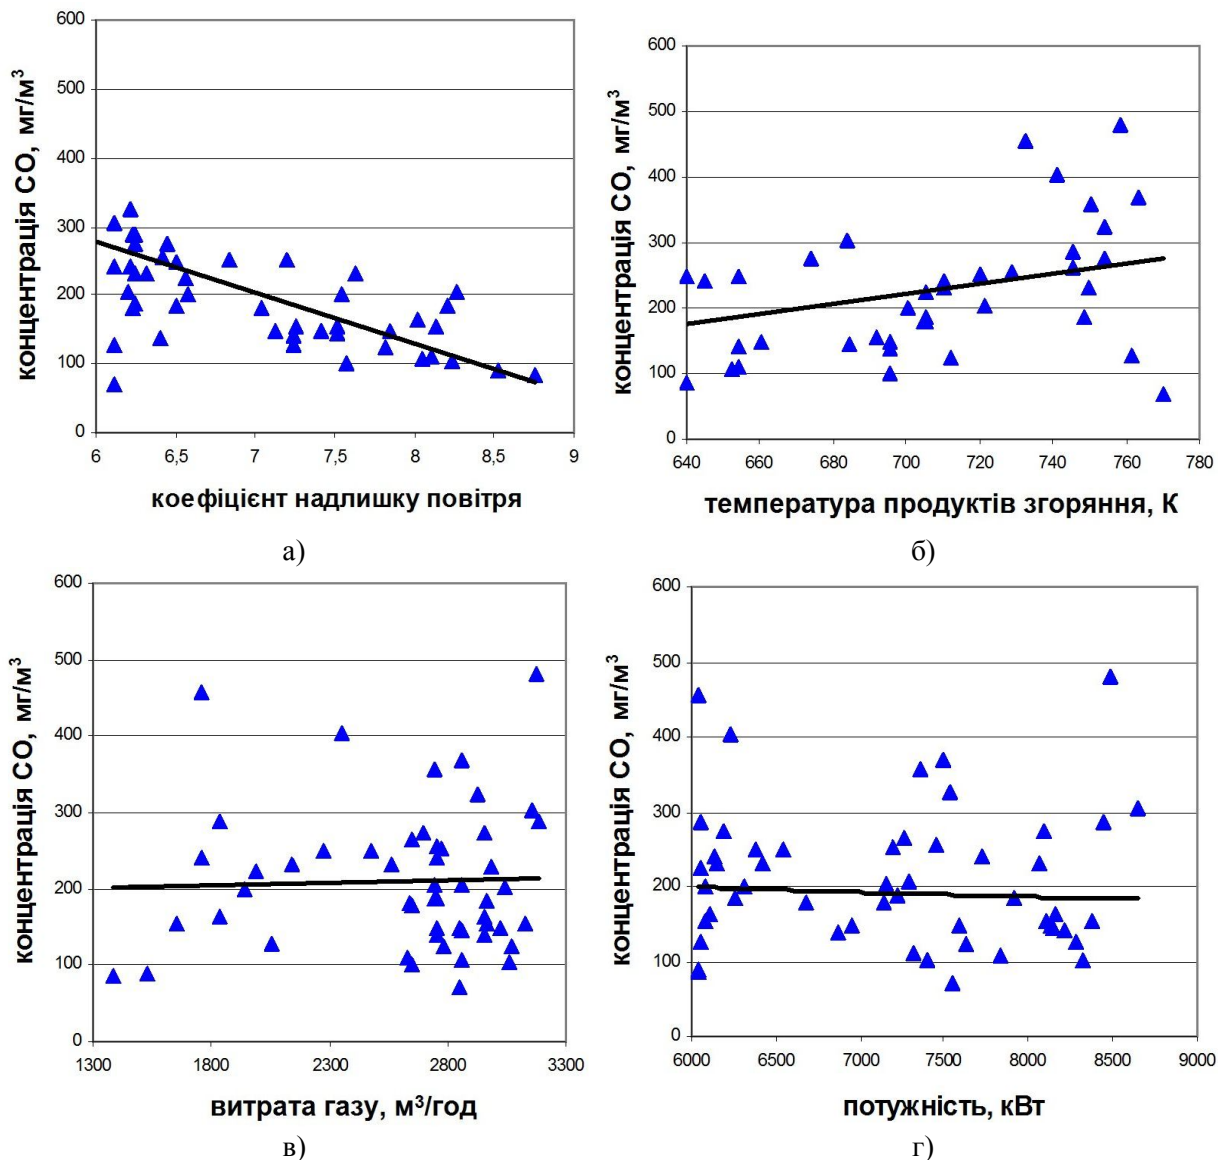 600
500
400
300
200
100
0
концентрація СО, мг/м³
6 6,5 7 7,5 8 8,5 9
коефіцієнт надлишку повітря
а)
600
500
400
300
200
100
0
концентрація СО, мг/м³
640 660 680 700 720 740 760 780
температура продуктів згоряння, К
б)
600
500
400
300
200
100
0
концентрація СО, мг/м³
1300 1800 2300 2800 3300
витрата газу, м³/год
в)
600
500
400
300
200
100
0
концентрація СО, мг/м³
6000 6500 7000 7500 8000 8500 9000
потужність, кВт
г)